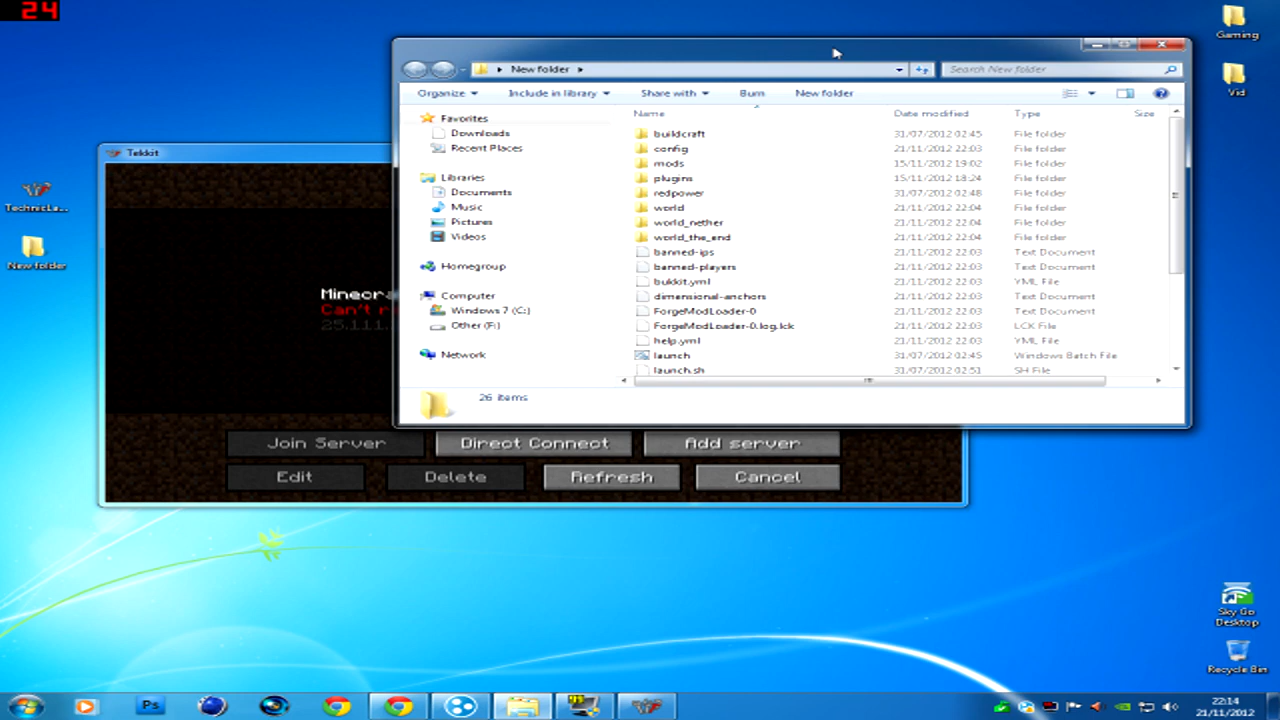 24
Gaming
Vid
TechnicLa...
New folder
Tekkit
Minecra
Can't r
25.111.
Join Server
Direct Connect
Add server
Edit
Delete
Refresh
Cancel
New folder
Search New folder
Organize
Include in library
Share with
Burn
New folder
Favorites
Downloads
Recent Places
Libraries
Documents
Music
Pictures
Videos
Homegroup
Computer
Windows 7 (C:)
Other (F:)
Network
Name Date modified Type Size
buildcraft 31/07/2012 02:45 File folder
config 21/11/2012 22:03 File folder
mods 15/11/2012 19:02 File folder
plugins 15/11/2012 18:24 File folder
redpower 31/07/2012 02:48 File folder
world 21/11/2012 22:04 File folder
world_nether 21/11/2012 22:04 File folder
world_the_end 21/11/2012 22:04 File folder
banned-ips 21/11/2012 22:03 Text Document
banned-players 21/11/2012 22:03 Text Document
bukkit.yml 21/11/2012 22:03 YML File
dimensional-anchors 21/11/2012 22:03 Text Document
ForgeModLoader-0 21/11/2012 22:03 Text Document
ForgeModLoader-0.log.lck 21/11/2012 22:03 LCK File
help.yml 21/11/2012 22:03 YML File
launch 31/07/2012 02:45 Windows Batch File
launch.sh 31/07/2012 02:51 SH File
26 items
Sky Go
Desktop
Recycle Bin
Ps
22:14
21/11/2012